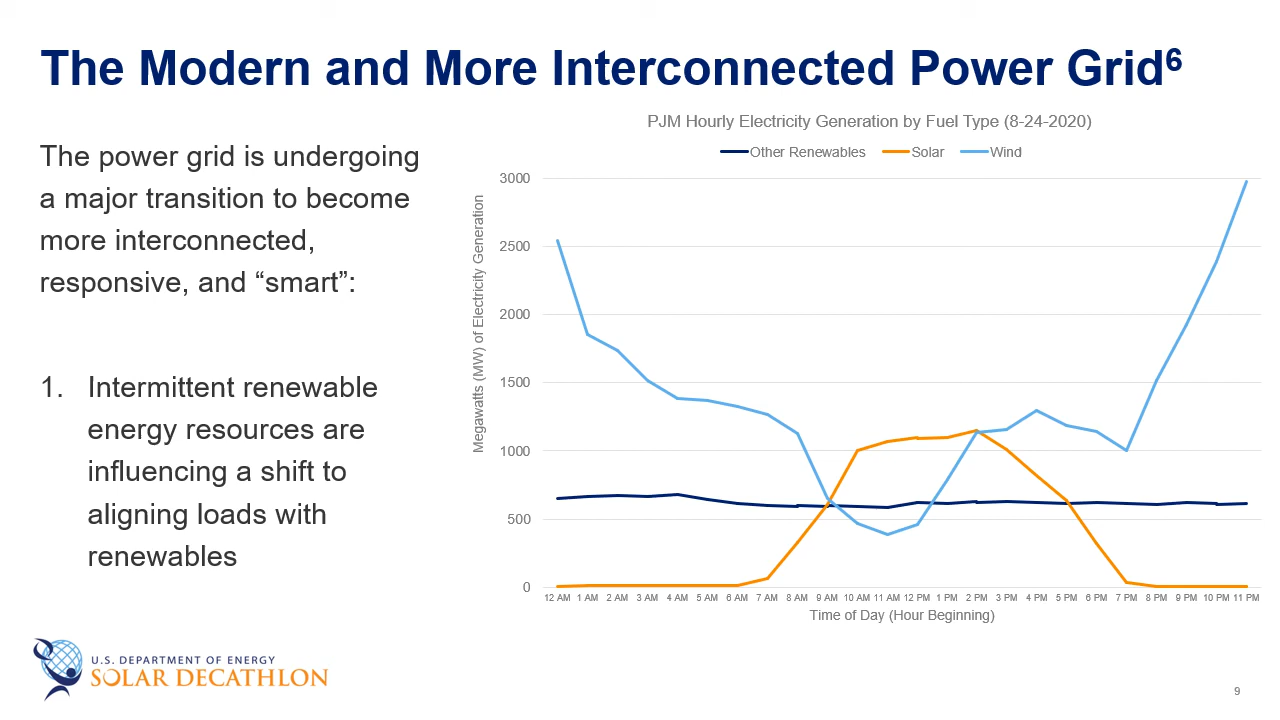 The Modern and More Interconnected Power Grid⁶
The power grid is undergoing
a major transition to become
more interconnected,
responsive, and “smart”:
1. Intermittent renewable
energy resources are
influencing a shift to
aligning loads with
renewables
PJM Hourly Electricity Generation by Fuel Type (8-24-2020)
Other Renewables Solar Wind
Megawatts (MW) of Electricity Generation
3000
2500
2000
1500
1000
500
0
12 AM 1 AM 2 AM 3 AM 4 AM 5 AM 6 AM 7 AM 8 AM 9 AM 10 AM 11 AM 12 PM 1 PM 2 PM 3 PM 4 PM 5 PM 6 PM 7 PM 8 PM 9 PM 10 PM 11 PM
Time of Day (Hour Beginning)
U.S. DEPARTMENT OF ENERGY
SOLAR DECATHLON
9